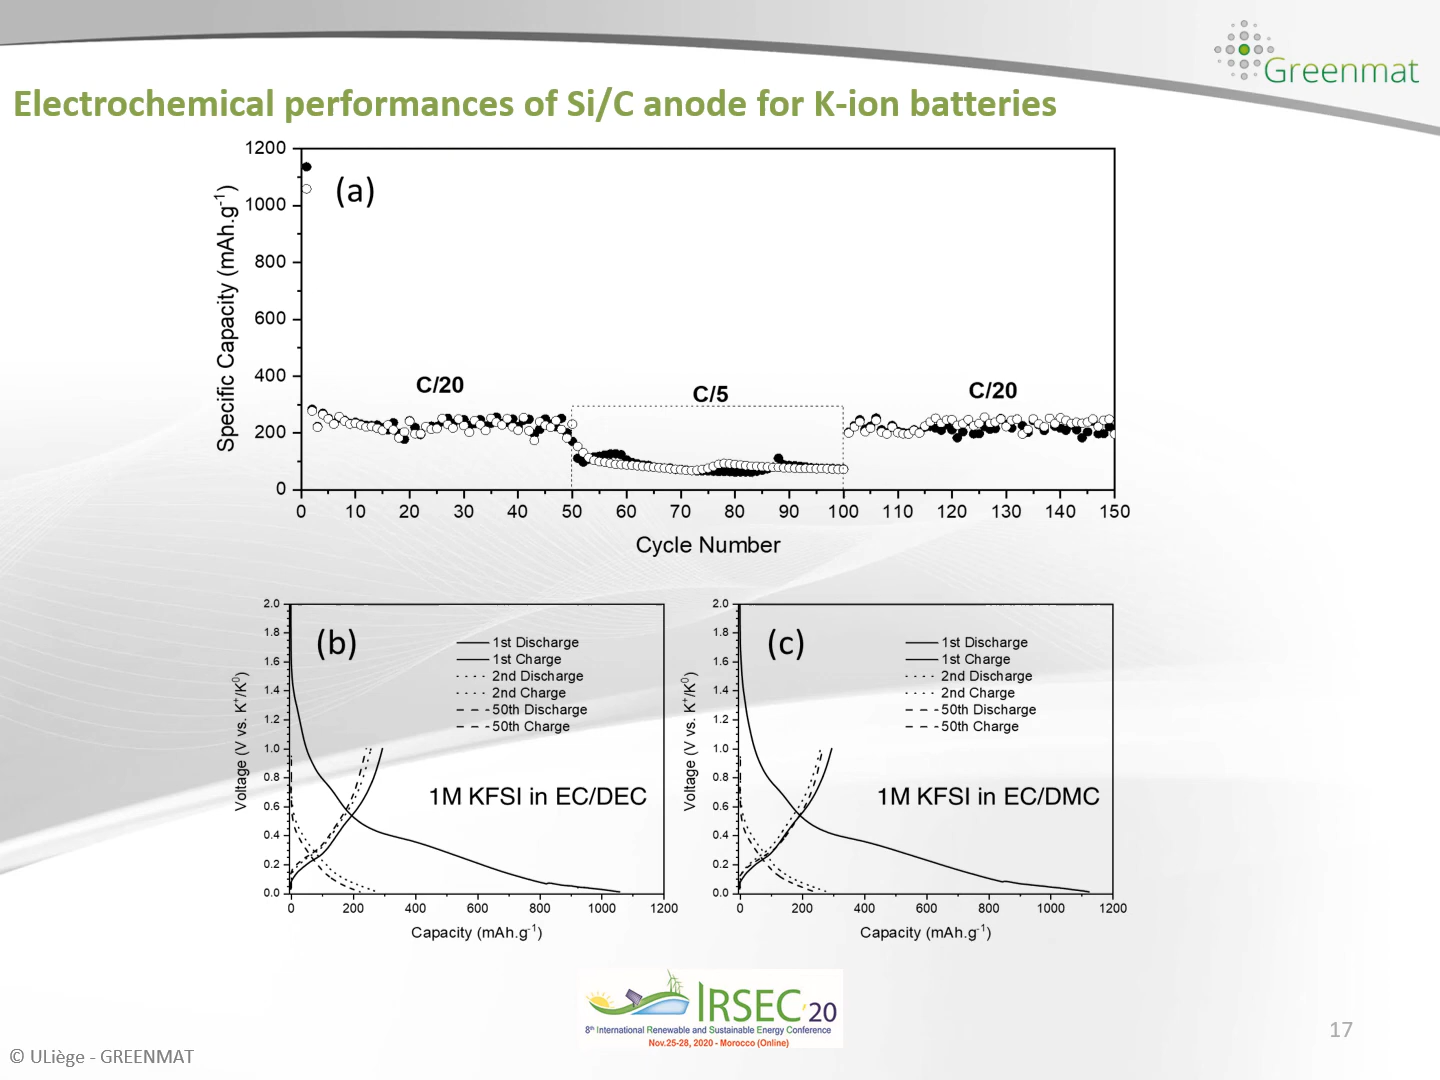 Greenmat
Electrochemical performances of Si/C anode for K-ion batteries
(a)
Specific Capacity (mAh.g⁻¹)
1200
1000
800
600
400
200
0
C/20
C/5
C/20
0 10 20 30 40 50 60 70 80 90 100 110 120 130 140 150
Cycle Number
(b)
Voltage (V vs. K⁺/K⁰)
2.0
1.8
1.6
1.4
1.2
1.0
0.8
0.6
0.4
0.2
0.0
1st Discharge
1st Charge
2nd Discharge
2nd Charge
50th Discharge
50th Charge
1M KFSI in EC/DEC
0 200 400 600 800 1000 1200
Capacity (mAh.g⁻¹)
(c)
Voltage (V vs. K⁺/K⁰)
2.0
1.8
1.6
1.4
1.2
1.0
0.8
0.6
0.4
0.2
0.0
1st Discharge
1st Charge
2nd Discharge
2nd Charge
50th Discharge
50th Charge
1M KFSI in EC/DMC
0 200 400 600 800 1000 1200
Capacity (mAh.g⁻¹)
IRSEC'20
8th International Renewable and Sustainable Energy Conference
Nov.25-28, 2020 - Morocco (Online)
17
© ULiège - GREENMAT